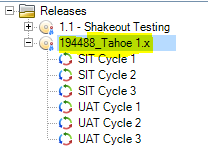 Releases
1.1 - Shakeout Testing
194488_Tahoe 1.x
SIT Cycle 1
SIT Cycle 2
SIT Cycle 3
UAT Cycle 1
UAT Cycle 2
UAT Cycle 3